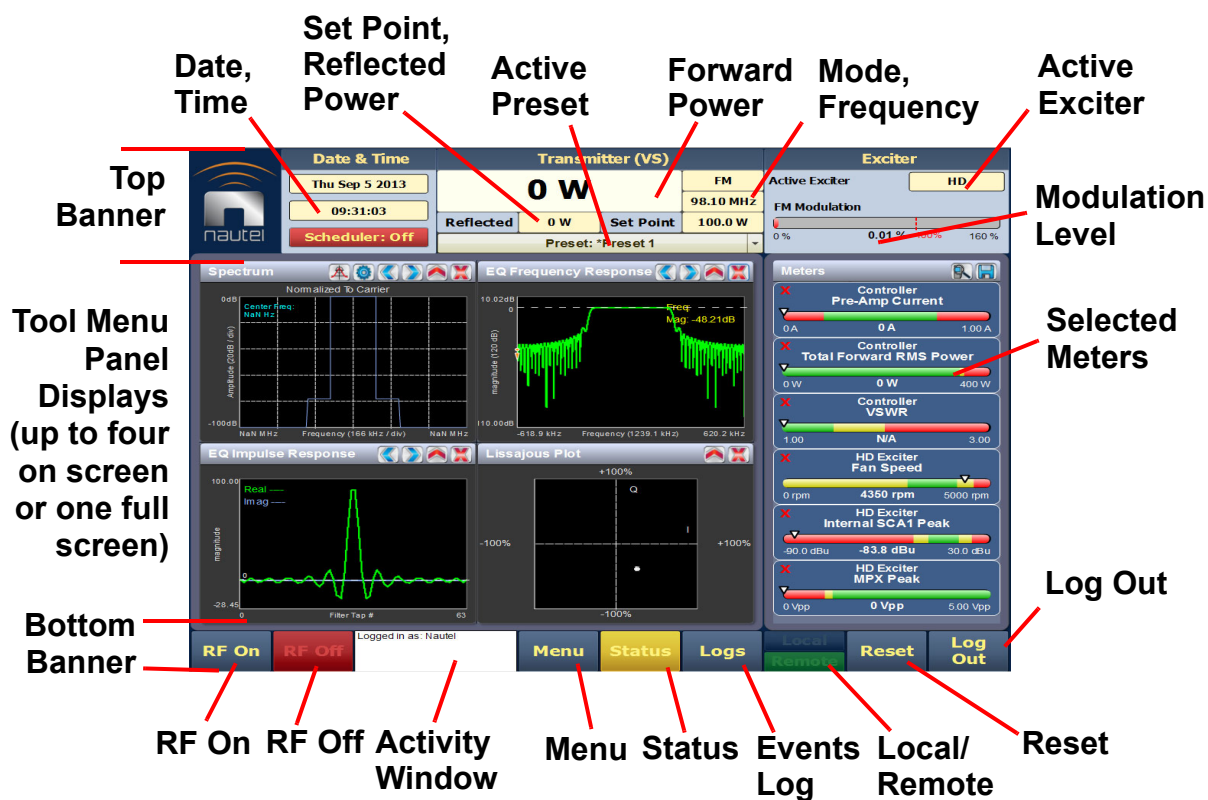 Set Point,
Reflected
Power
Date,
Time
Active
Preset
Forward
Power
Mode,
Frequency
Active
Exciter
Top
Banner
Modulation
Level
Tool Menu
Panel
Displays
(up to four
on screen
or one full
screen)
Selected
Meters
Bottom
Banner
Log Out
nautel
Date & Time
Thu Sep 5 2013
09:31:03
Scheduler: Off
Transmitter (VS)
0 W
FM
98.10 MHz
Reflected 0 W Set Point 100.0 W
Preset: *Preset 1
Exciter
Active Exciter HD
FM Modulation
0 % 0.01 % 100% 160 %
Spectrum
Normalized To Carrier
0dB
Center Freq:
NaN Hz
Amplitude (20dB / div)
-100dB
NaN MHz Frequency (166 kHz / div) NaN MHz
EQ Frequency Response
10.02dB
0
Freq:
Mag: -48.21dB
magnitude (120 dB)
110.00dB
-618.9 kHz Frequency (1239.1 kHz) 620.2 kHz
EQ Impulse Response
100.00
Real
Imag
magnitude
0
-28.45
0 Filter Tap # 63
Lissajous Plot
+100%
Q
I
-100% +100%
-100%
Meters
Controller
Pre-Amp Current
0 A 0 A 1.00 A
Controller
Total Forward RMS Power
0 W 0 W 400 W
Controller
VSWR
1.00 N/A 3.00
HD Exciter
Fan Speed
0 rpm 4350 rpm 5000 rpm
HD Exciter
Internal SCA1 Peak
-90.0 dBu -83.8 dBu 30.0 dBu
HD Exciter
MPX Peak
0 Vpp 0 Vpp 5.00 Vpp
RF On
RF Off
Logged in as: Nautel
Menu
Status
Logs
Local
Remote
Reset
Log
Out
RF On
RF Off
Activity
Window
Menu
Status
Events
Log
Local/
Remote
Reset